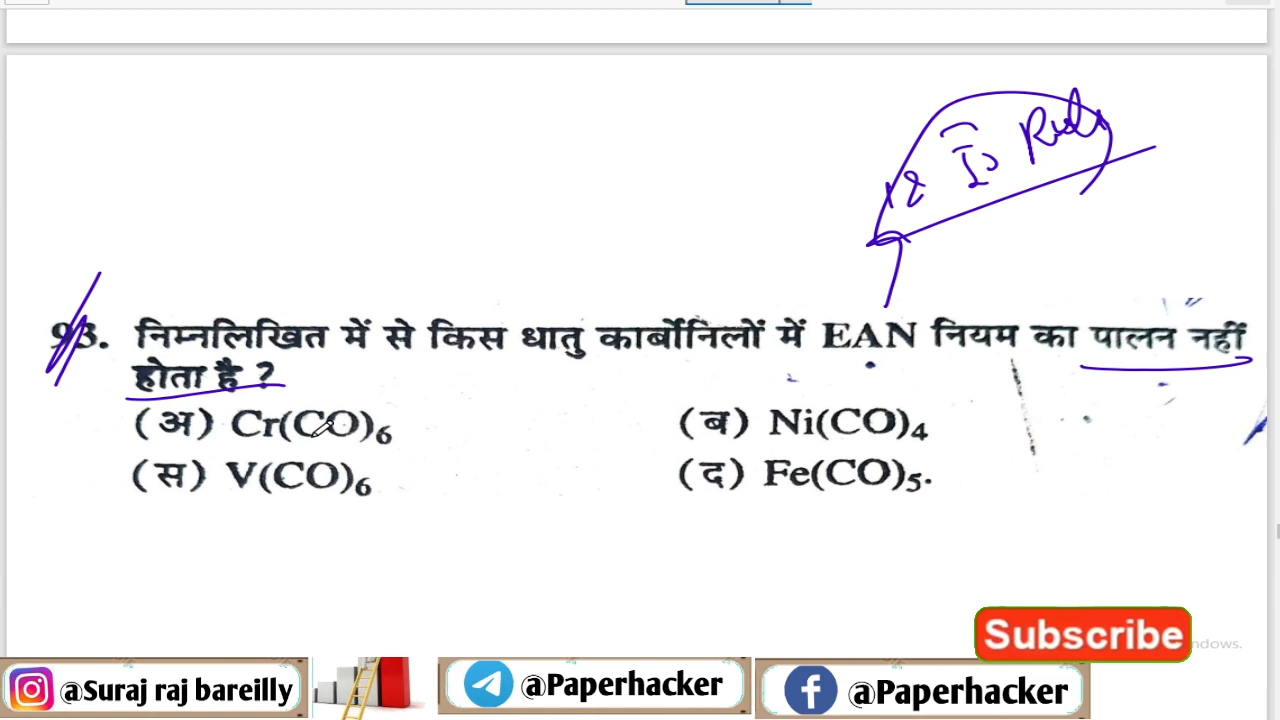 18 Rule
93. निम्नलिखित में से किस धातु कार्बोनिलों में EAN नियम का पालन नहीं
होता है ?
(अ) Cr(CO)₆ (ब) Ni(CO)₄
(स) V(CO)₆ (द) Fe(CO)₅.
Subscribe
ndows.
@Suraj raj bareilly @Paperhacker @Paperhacker